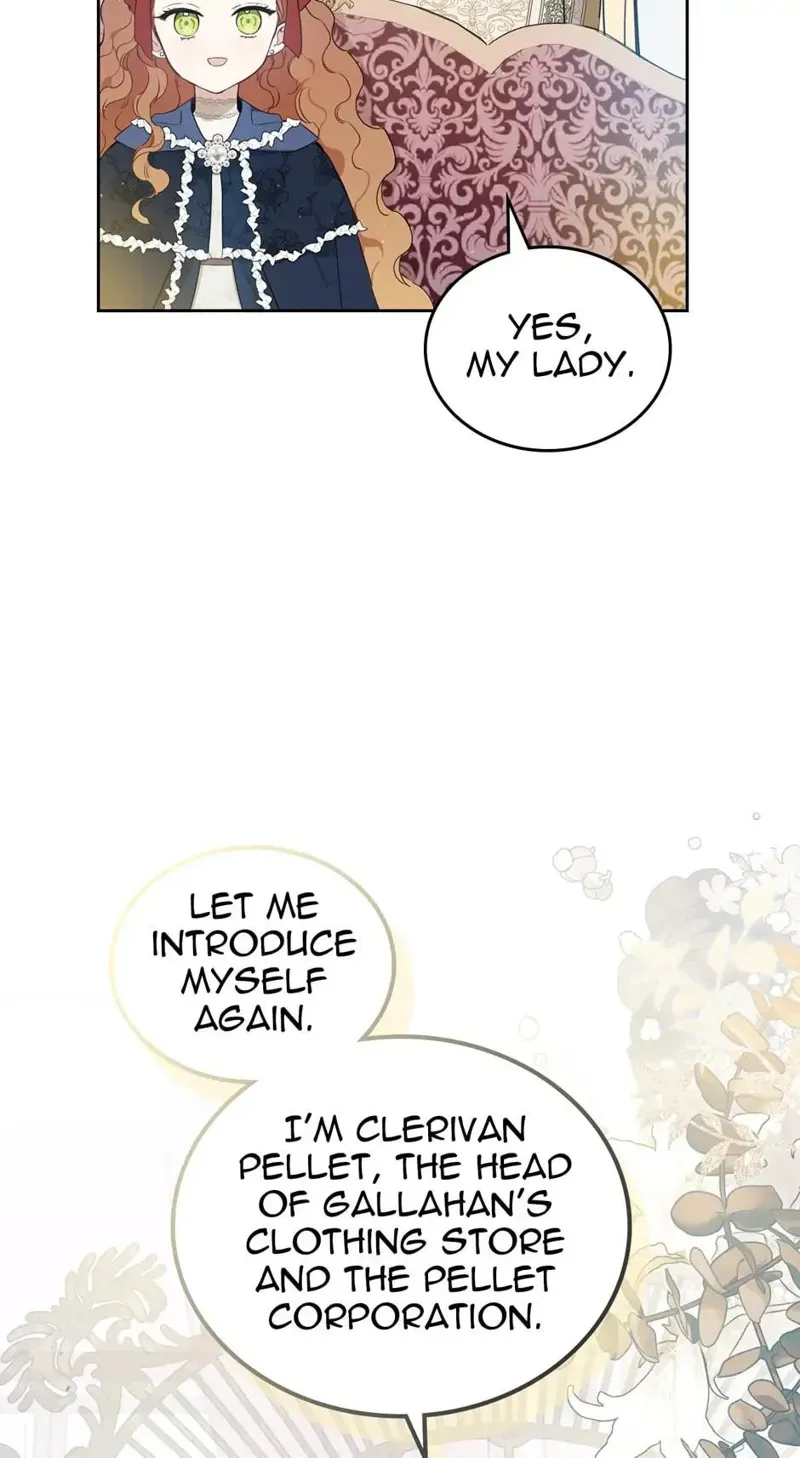 YES,
MY LADY.
LET ME
INTRODUCE
MYSELF
AGAIN.
I'M CLERIVAN
PELLET, THE HEAD
OF GALLAHAN'S
CLOTHING STORE
AND THE PELLET
CORPORATION.